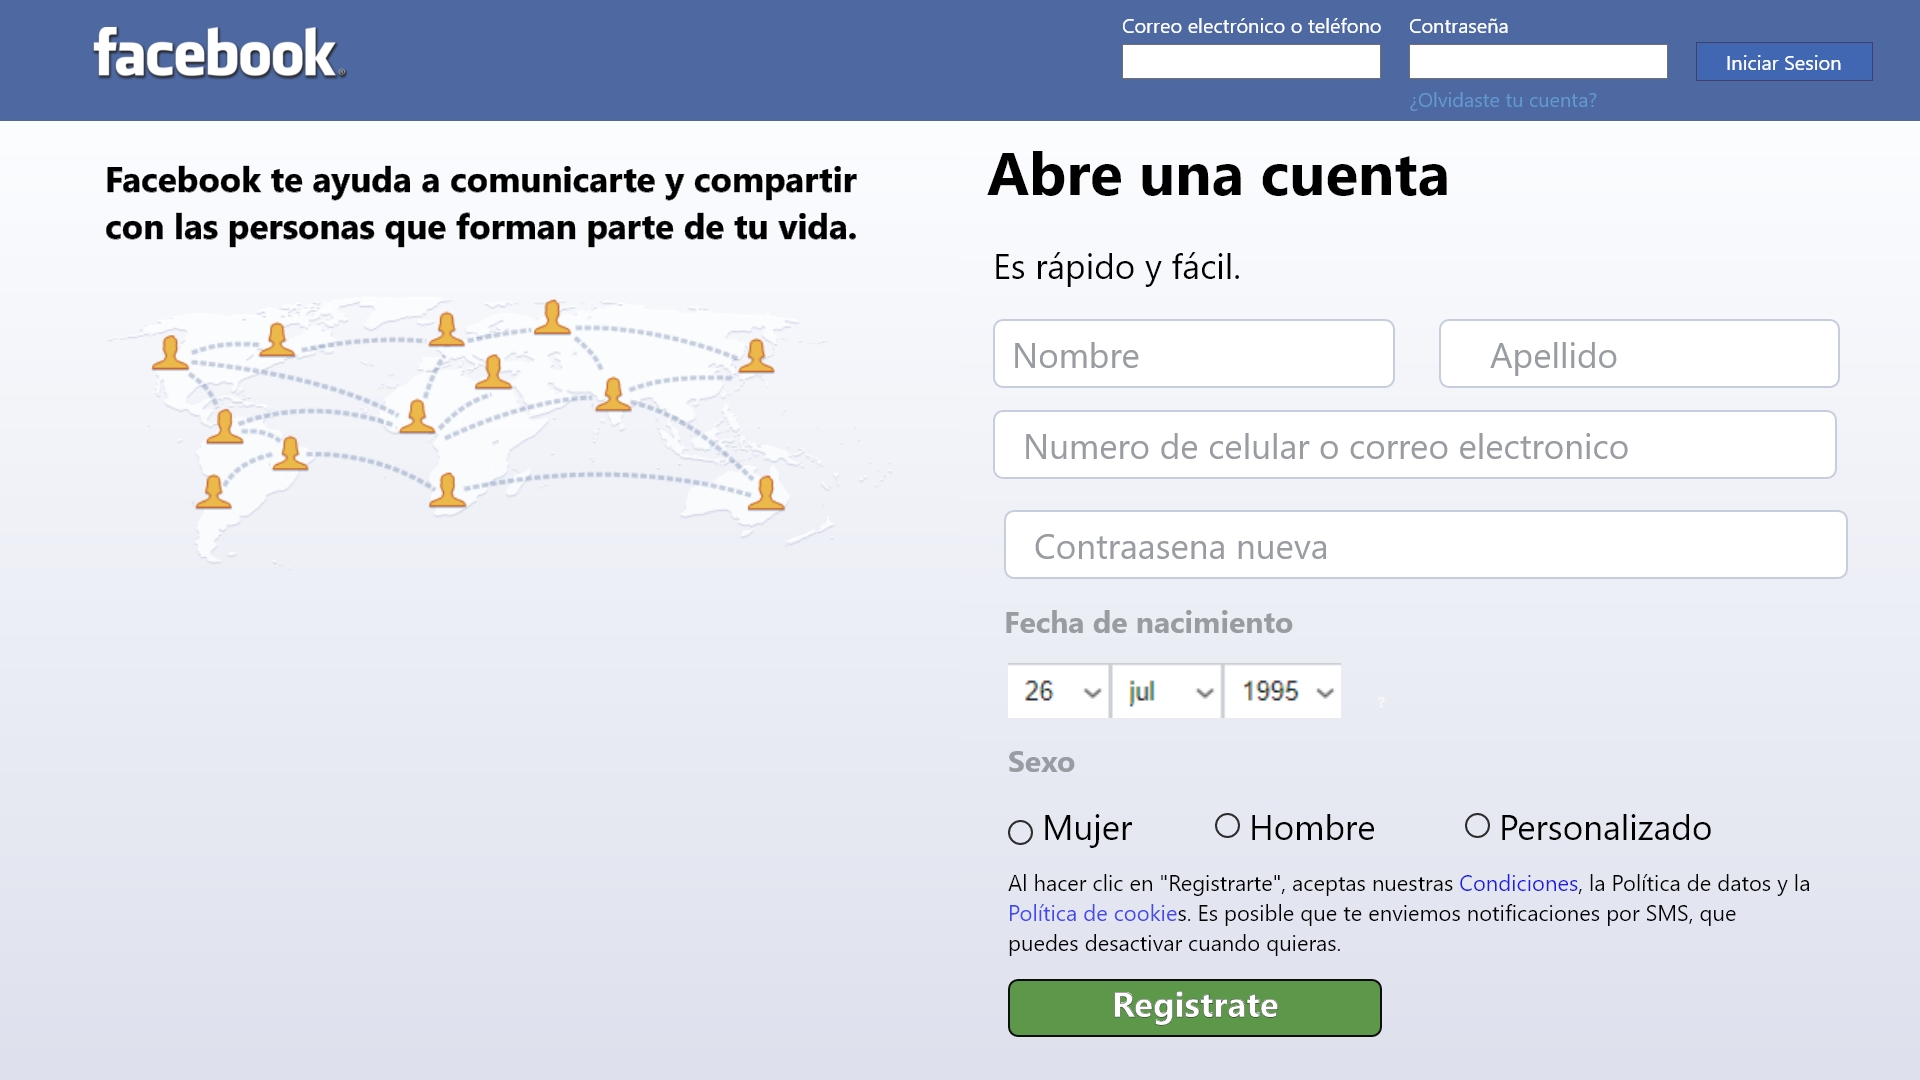 facebook
Correo electrónico o teléfono
Contraseña
Iniciar Sesion
¿Olvidaste tu cuenta?
Facebook te ayuda a comunicarte y compartir
con las personas que forman parte de tu vida.
Abre una cuenta
Es rápido y fácil.
Nombre
Apellido
Numero de celular o correo electronico
Contraasena nueva
Fecha de nacimiento
26 jul 1995 ?
Sexo
Mujer Hombre Personalizado
Al hacer clic en "Registrarte", aceptas nuestras Condiciones, la Política de datos y la
Política de cookies. Es posible que te enviemos notificaciones por SMS, que
puedes desactivar cuando quieras.
Registrate